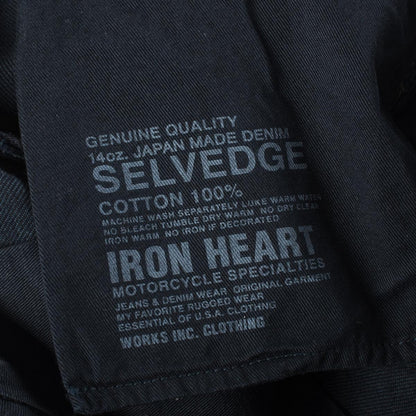 GENUINE QUALITY
14oz. JAPAN MADE DENIM
SELVEDGE
COTTON 100%
MACHINE WASH SEPARATELY LUKE WARM WATER
NO BLEACH TUMBLE DRY WARM NO DRY CLEAN
IRON WARM NO IRON IF DECORATED
IRON HEART
MOTORCYCLE SPECIALTIES
JEANS & DENIM WEAR ORIGINAL GARMENT
MY FAVORITE RUGGED WEAR
ESSENTIAL OF U.S.A. CLOTHING
WORKS INC. CLOTHING